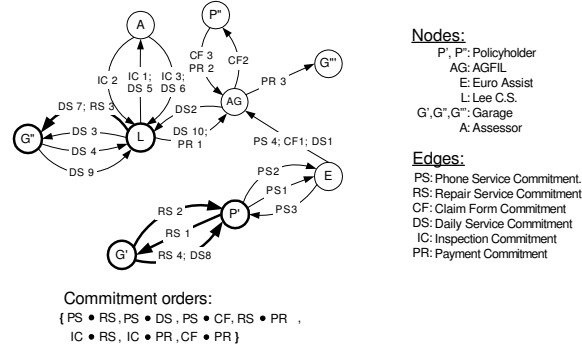 P"
A
G'''
CF 3
PR 2
CF2
PR 3
IC 2
IC 1;
DS 5
IC 3;
DS 6
AG
DS 7; RS 3
DS2
G"
DS 3
L
DS 10;
PR 1
DS 4
DS 9
PS 4; CF1; DS1
PS2
E
PS1
PS3
RS 2
P'
RS 1
G'
RS 4; DS8
Nodes:
P', P": Policyholder
AG: AGFIL
E: Euro Assist
L: Lee C.S.
G',G",G''': Garage
A: Assessor
Edges:
PS: Phone Service Commitment.
RS: Repair Service Commitment
CF: Claim Form Commitment
DS: Daily Service Commitment
IC: Inspection Commitment
PR: Payment Commitment
Commitment orders:
{ PS • RS, PS • DS , PS • CF, RS • PR ,
IC • RS, IC • PR ,CF • PR }